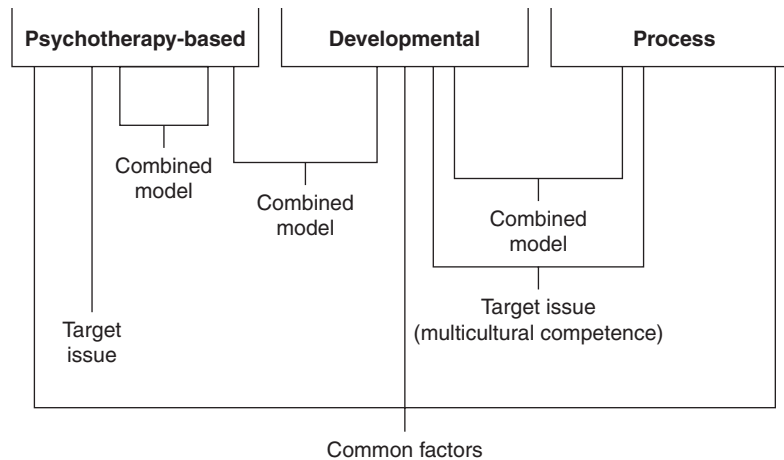 Psychotherapy-based
Developmental
Process
Combined
model
Combined
model
Combined
model
Target issue
(multicultural competence)
Target
issue
Common factors